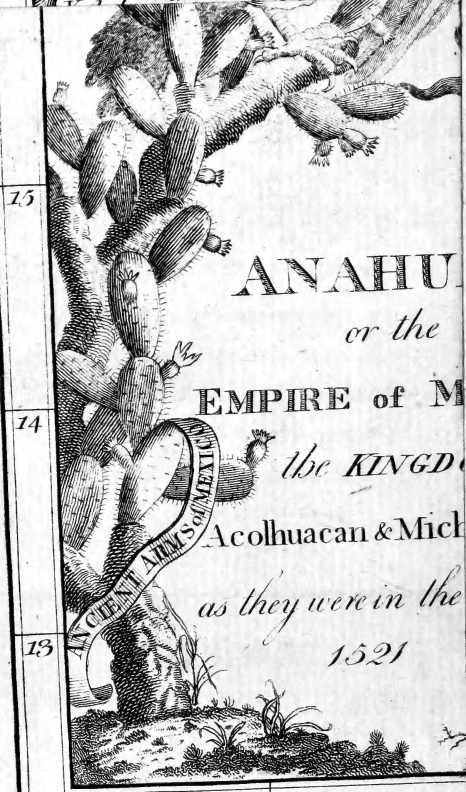 15
14
13
ANAHU
or the
EMPIRE of M
the KINGD
Acolhuacan & Mich
as they were in the
1521
ANCIENT ARMS of MEXICO